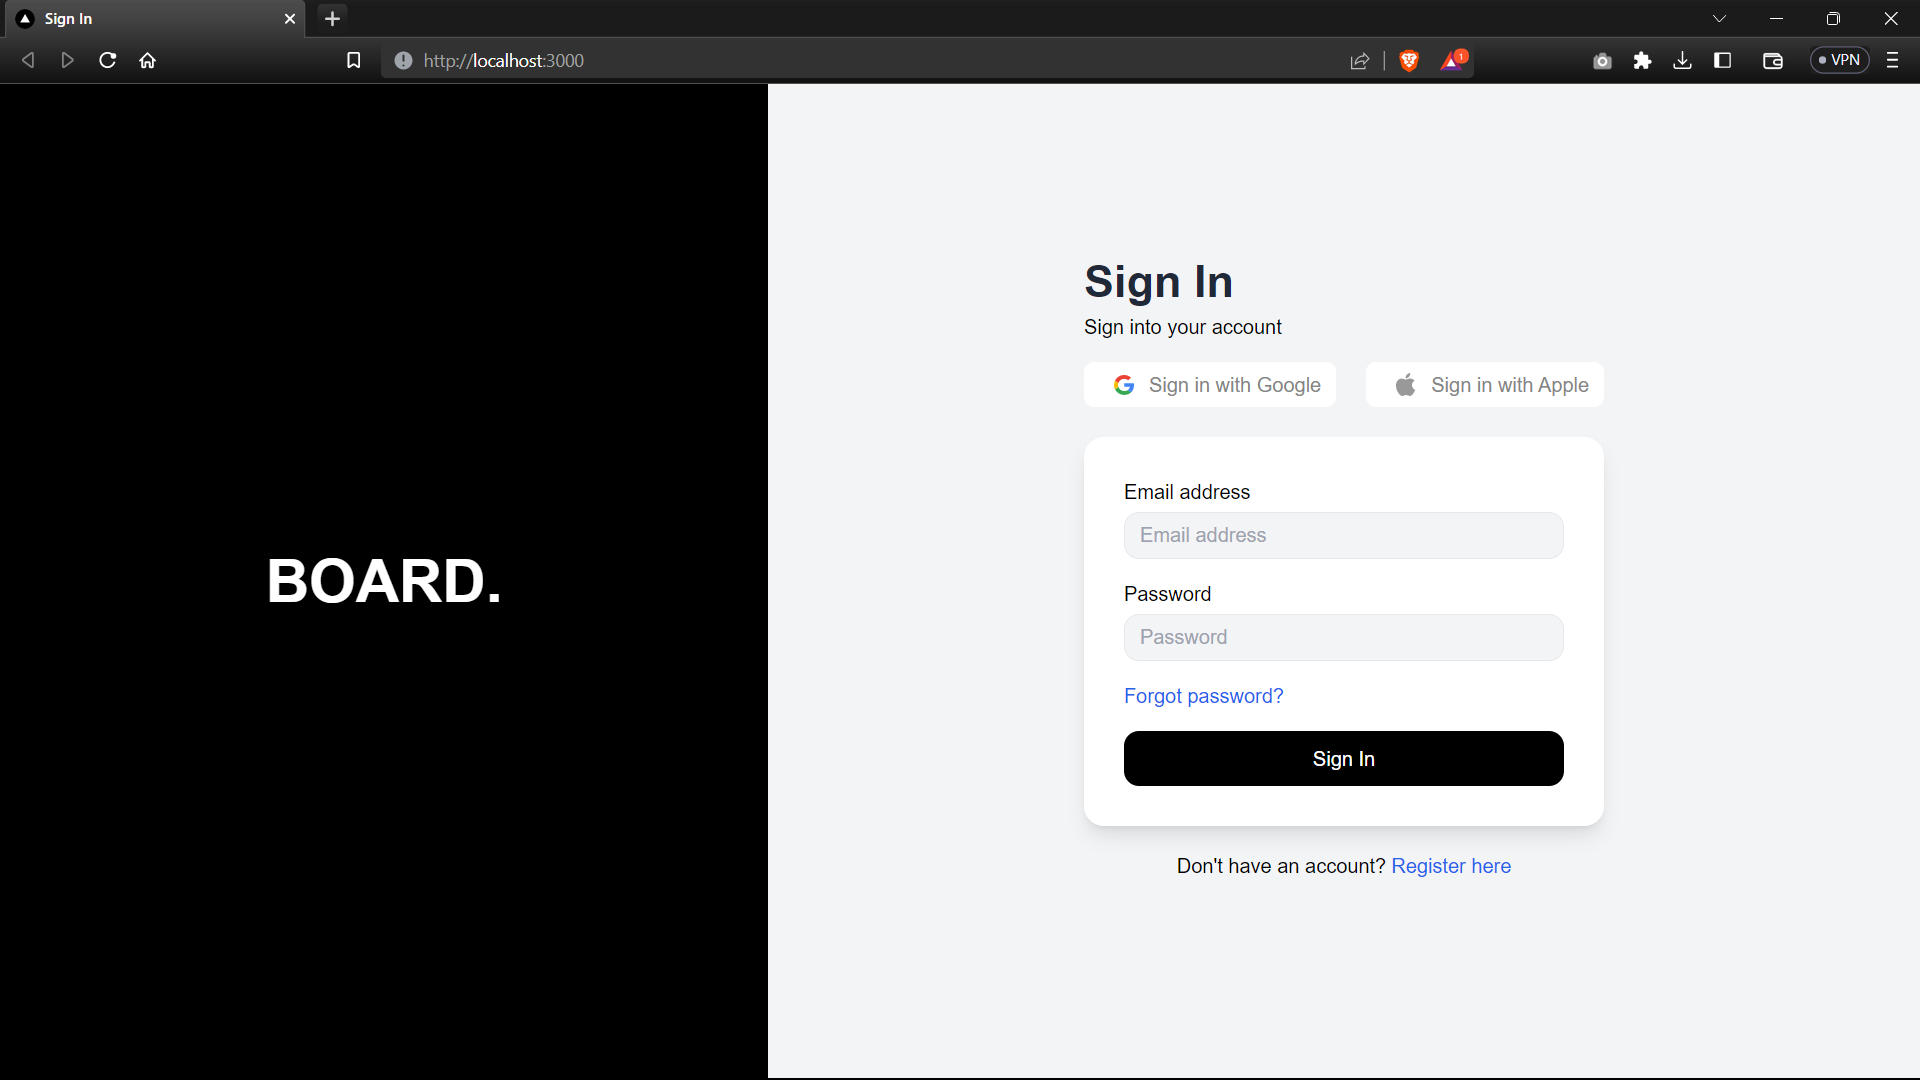 Sign In
http://localhost:3000
1
VPN
BOARD.
Sign In
Sign into your account
Sign in with Google
Sign in with Apple
Email address
Email address
Password
Password
Forgot password?
Sign In
Don't have an account? Register here